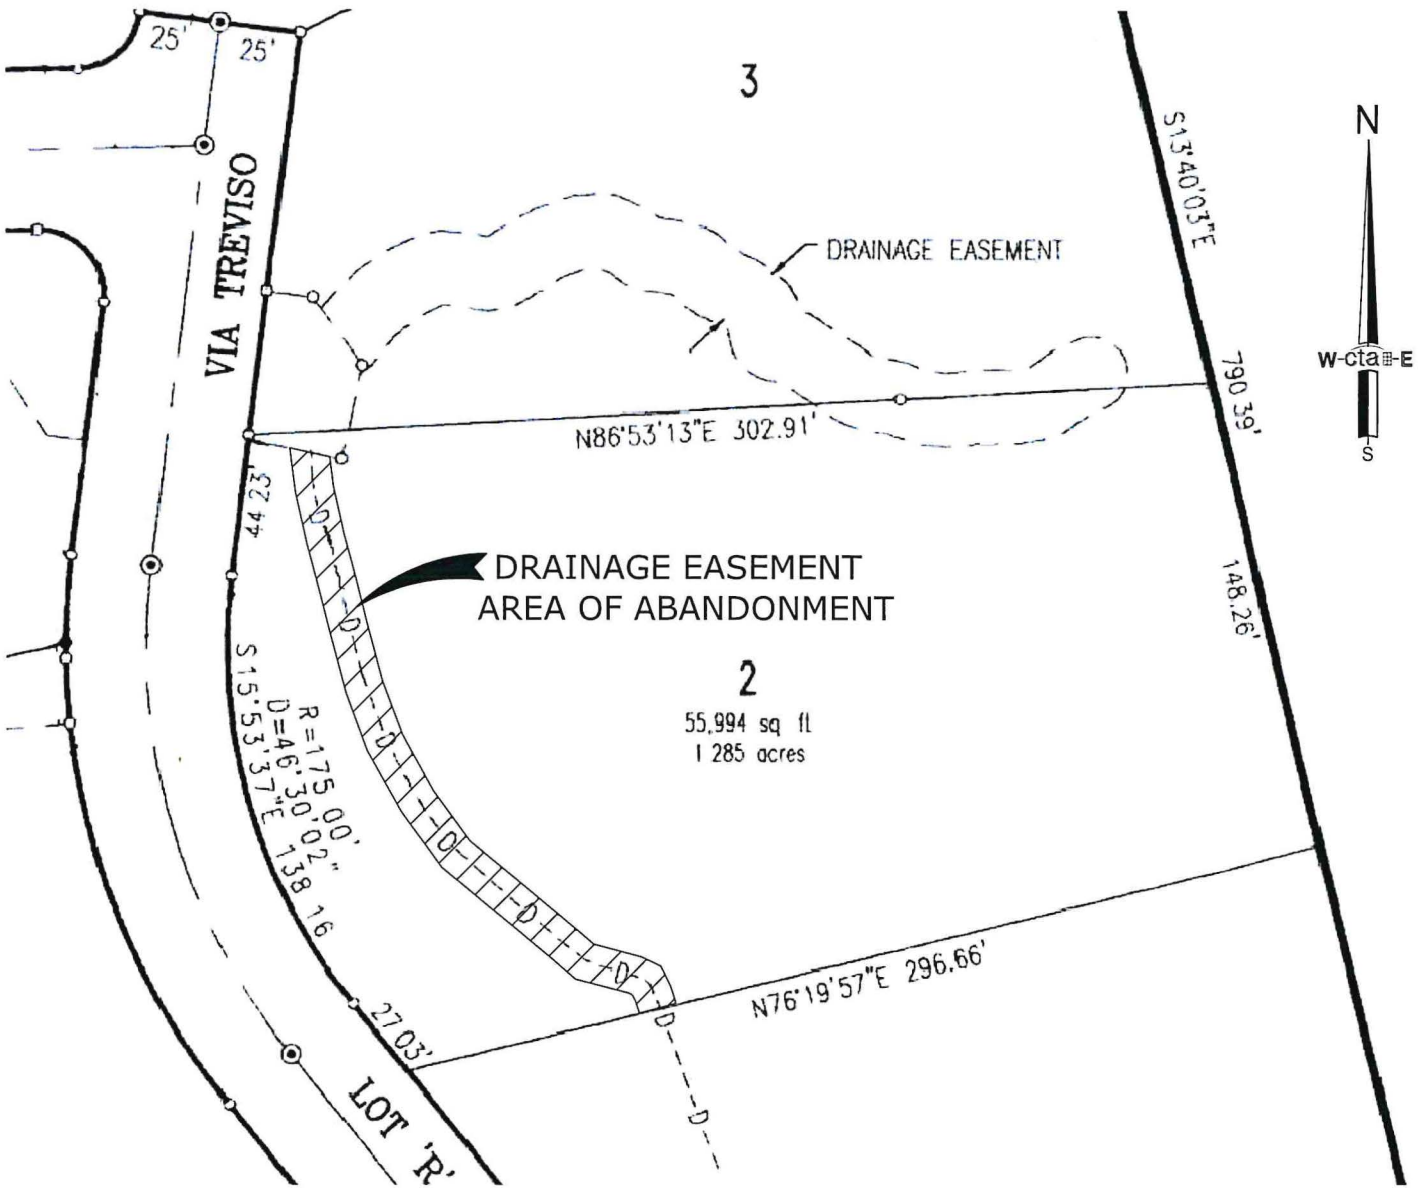 25'
25'
3
N
VIA TREVISO
S13°40'03"E
DRAINAGE EASEMENT
W-cta-E
790 39'
N86°53'13"E 302.91'
S
44 23'
DRAINAGE EASEMENT
AREA OF ABANDONMENT
148.26'
2
55,994 sq ft
1 285 acres
R=175 00'
D=46°30'02"
S15°53'37"E 138 16
D
D
D
D
D
D
N76°19'57"E 296.66'
27 03'
D
D
LOT 'R'